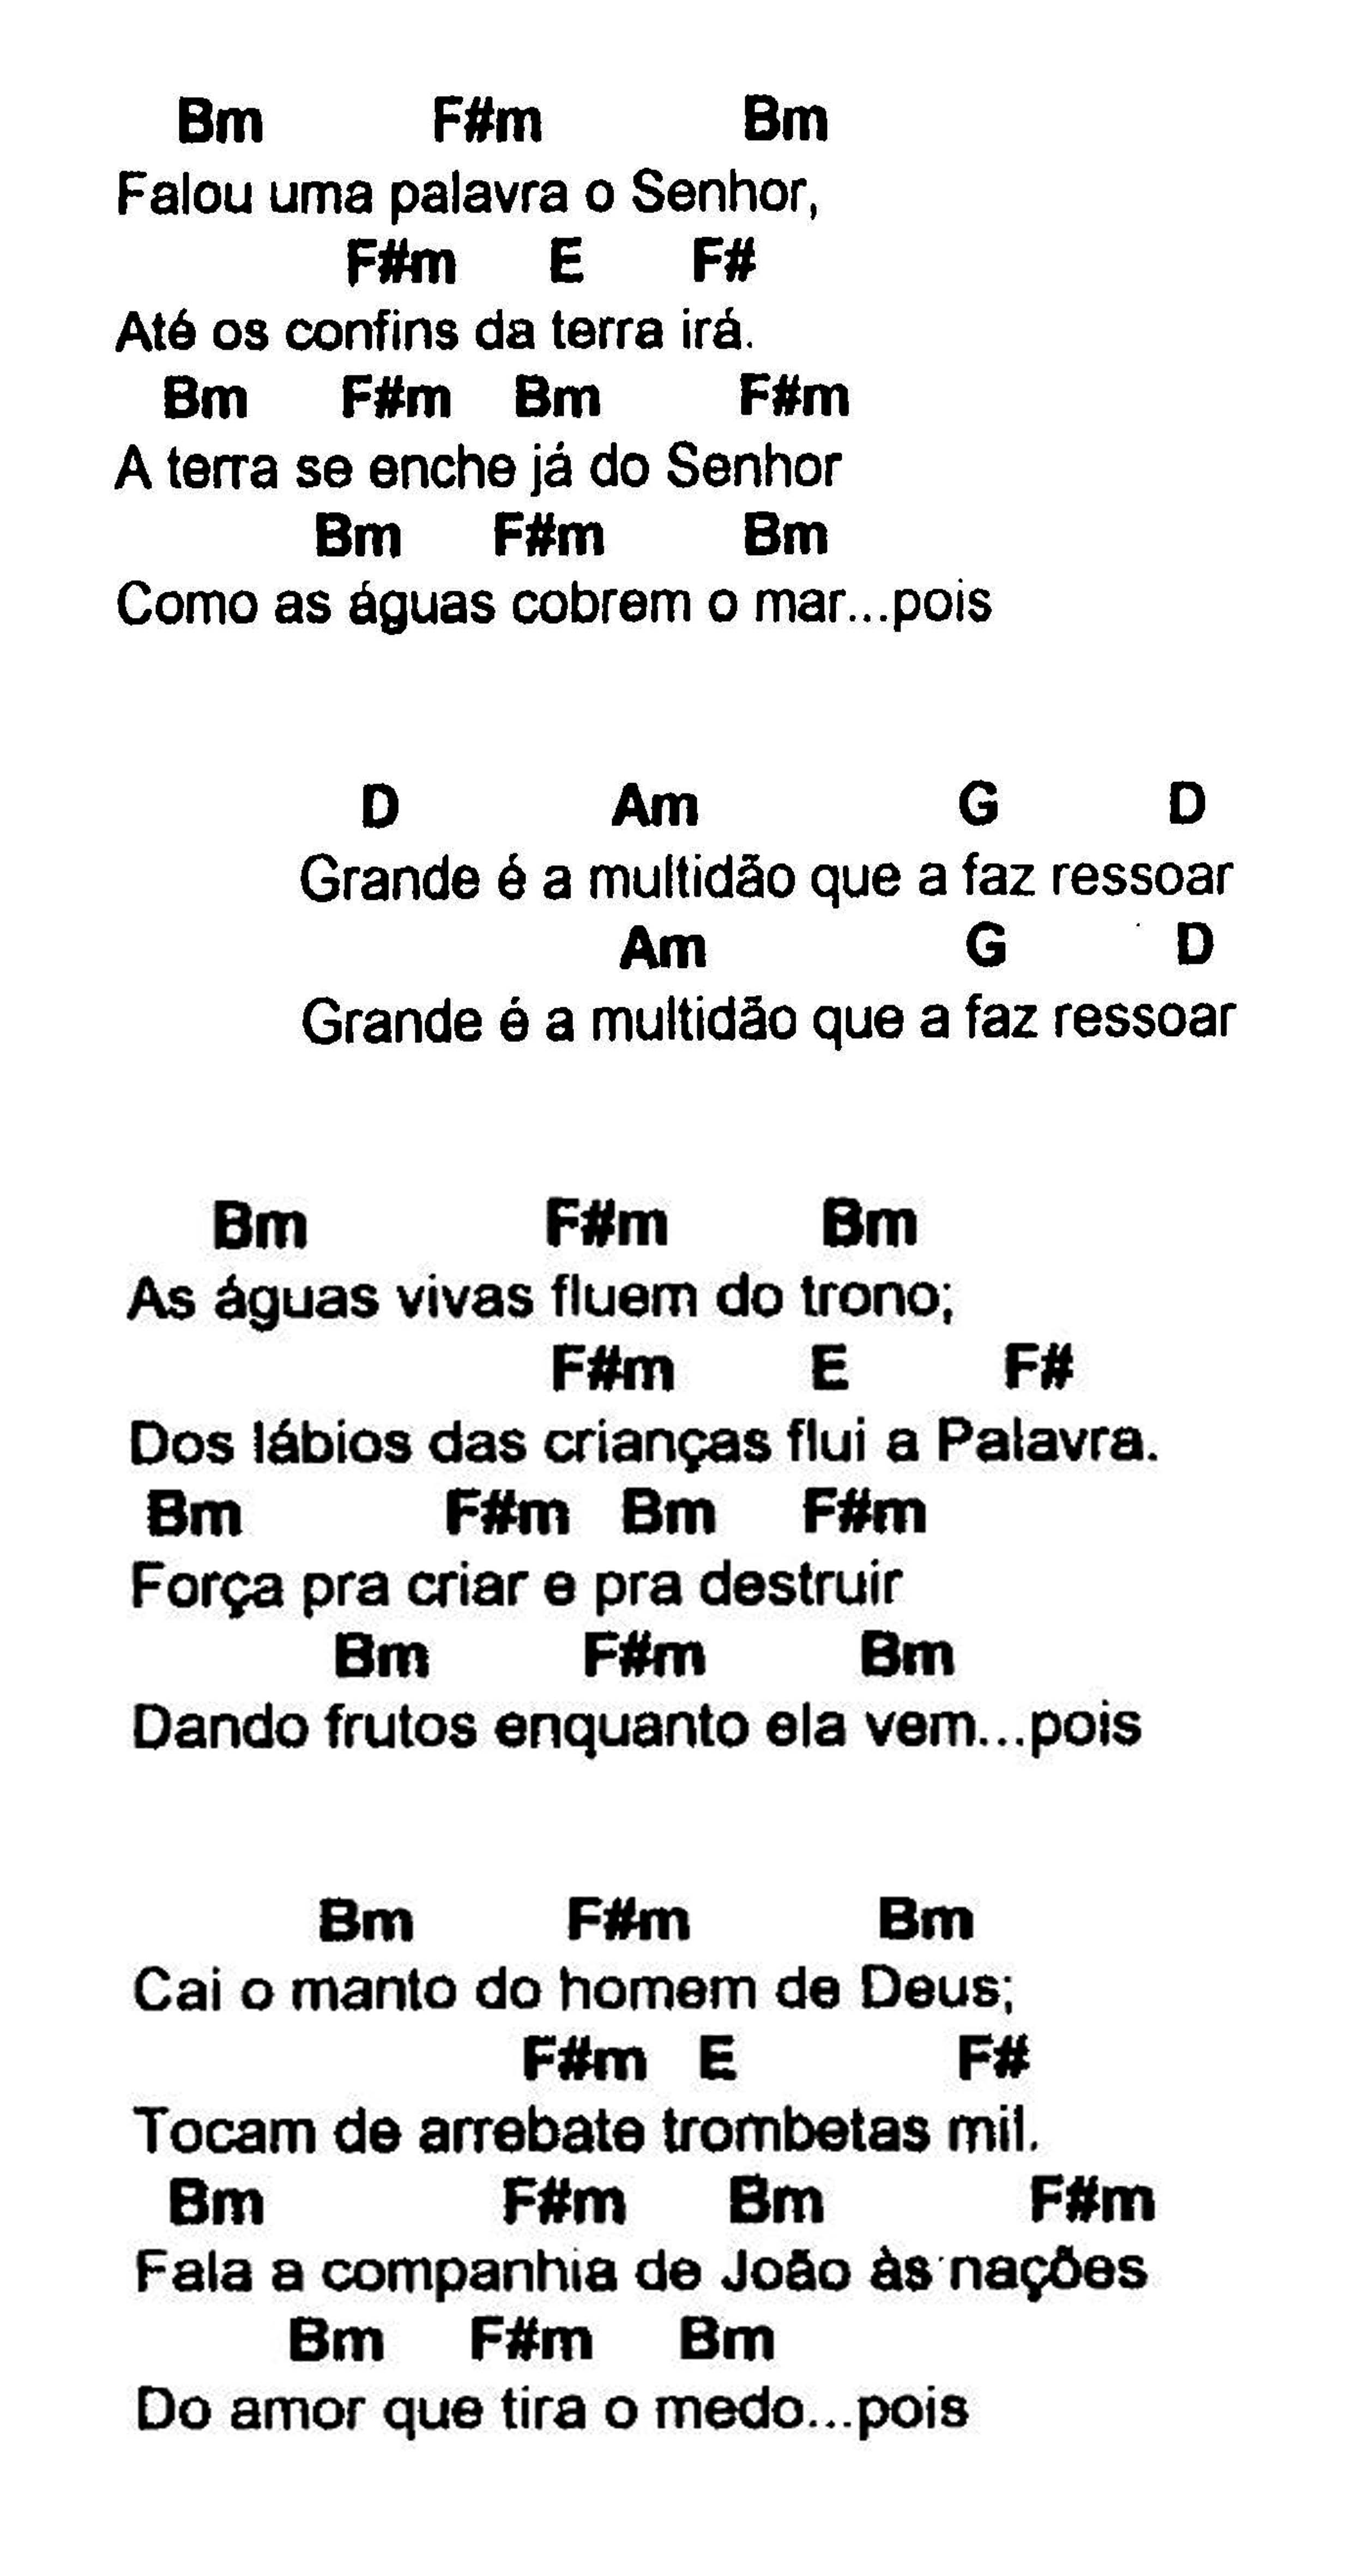 Bm F#m Bm
Falou uma palavra o Senhor,
F#m E F#
Até os confins da terra irá.
Bm F#m Bm F#m
A terra se enche já do Senhor
Bm F#m Bm
Como as águas cobrem o mar...pois
D Am G D
Grande é a multidão que a faz ressoar
Am G D
Grande é a multidão que a faz ressoar
Bm F#m Bm
As águas vivas fluem do trono;
F#m E F#
Dos lábios das crianças flui a Palavra.
Bm F#m Bm F#m
Força pra criar e pra destruir
Bm F#m Bm
Dando frutos enquanto ela vem...pois
Bm F#m Bm
Cai o manto do homem de Deus;
F#m E F#
Tocam de arrebate trombetas mil.
Bm F#m Bm F#m
Fala a companhia de João às nações
Bm F#m Bm
Do amor que tira o medo...pois